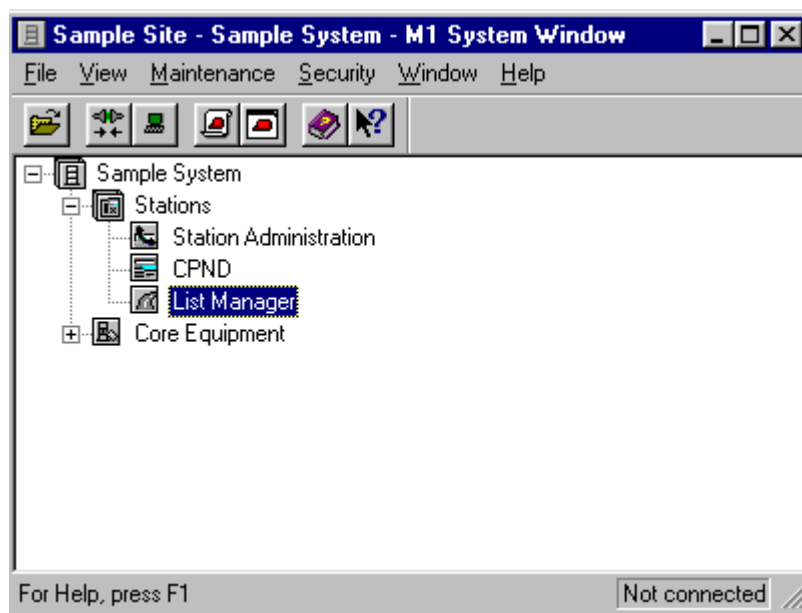 Sample Site - Sample System - M1 System Window
File View Maintenance Security Window Help
Sample System
Stations
Station Administration
CPND
List Manager
Core Equipment
For Help, press F1
Not connected